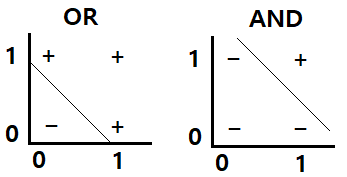 OR AND
1 + + 1 − +
0 − + 0 − −
0 1 0 1